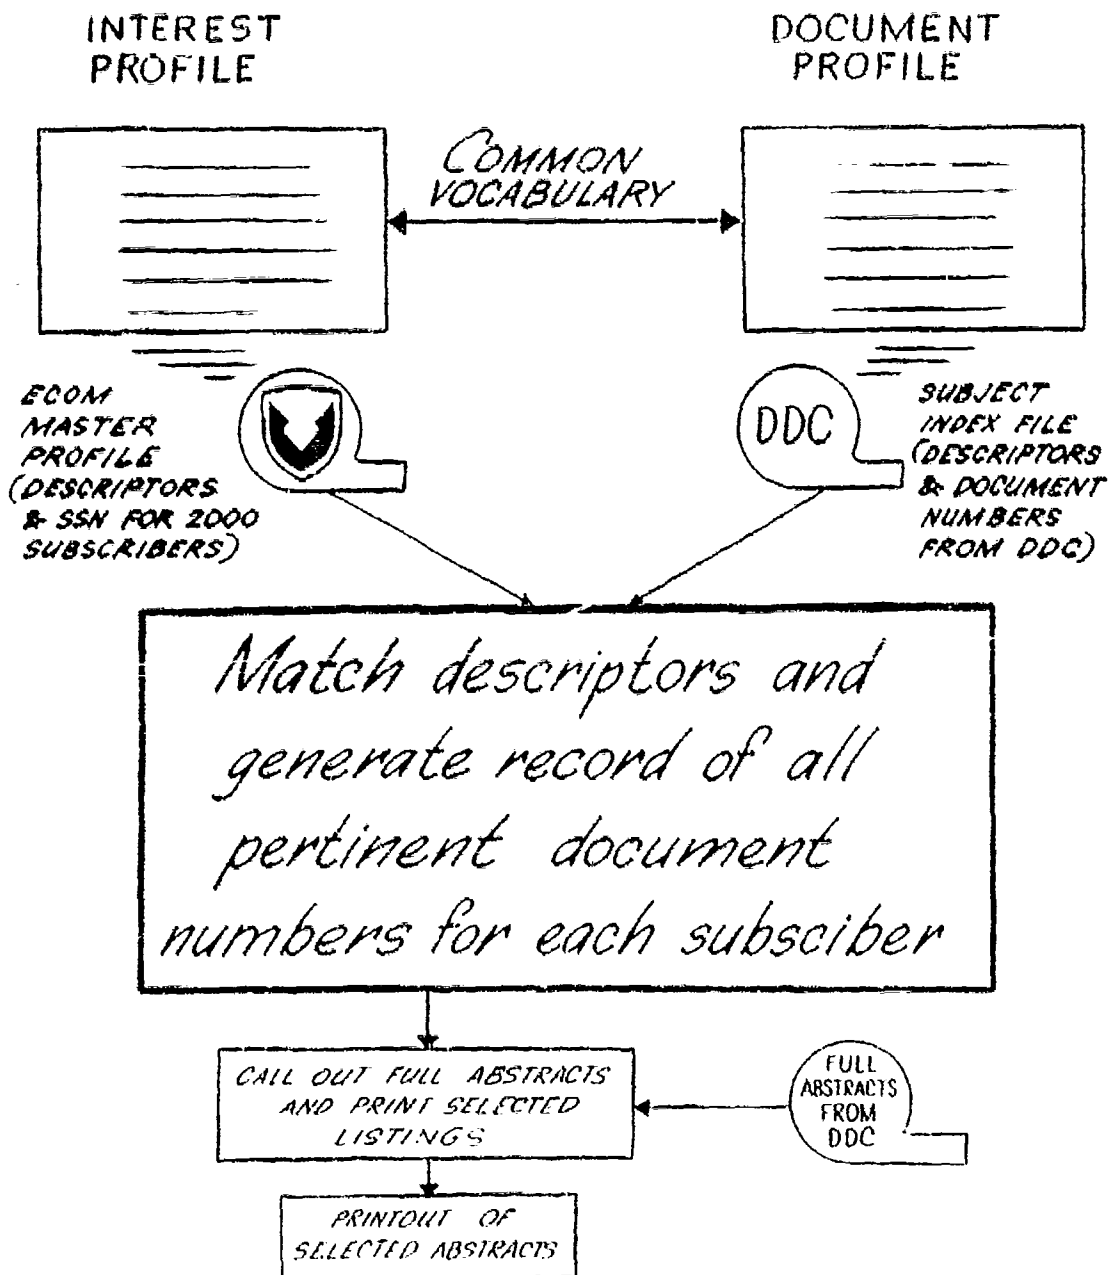 INTEREST
PROFILE
DOCUMENT
PROFILE
COMMON
VOCABULARY
ECOM
MASTER
PROFILE
(DESCRIPTORS
& SSN FOR 2000
SUBSCRIBERS)
DDC
SUBJECT
INDEX FILE
(DESCRIPTORS
& DOCUMENT
NUMBERS
FROM DDC)
Match descriptors and
generate record of all
pertinent document
numbers for each subsciber
CALL OUT FULL ABSTRACTS
AND PRINT SELECTED
LISTINGS
FULL
ABSTRACTS
FROM
DDC
PRINTOUT OF
SELECTED ABSTRACTS